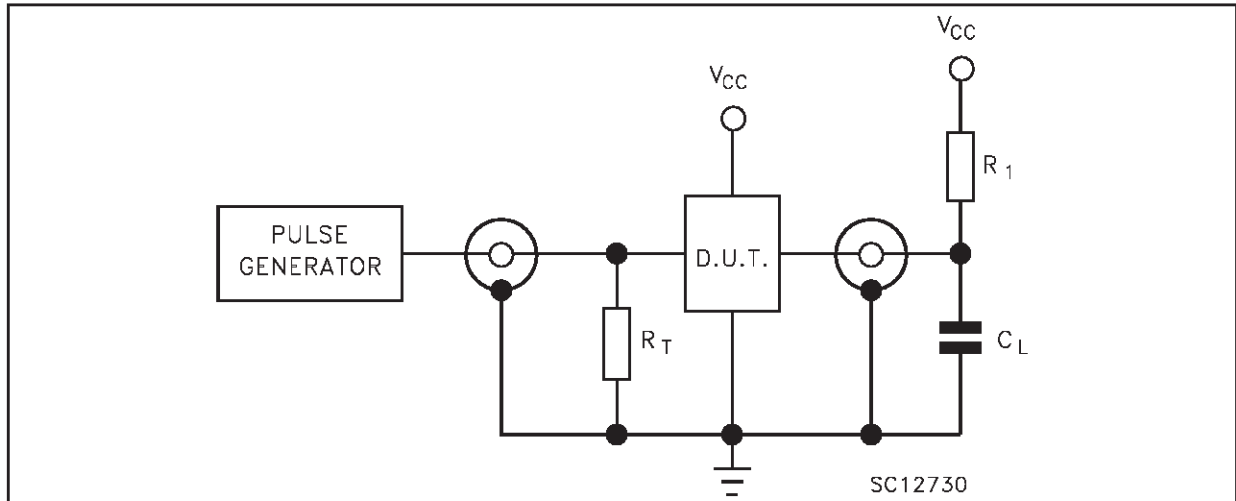 VCC
VCC
R1
PULSE
GENERATOR
D.U.T.
RT
CL
SC12730